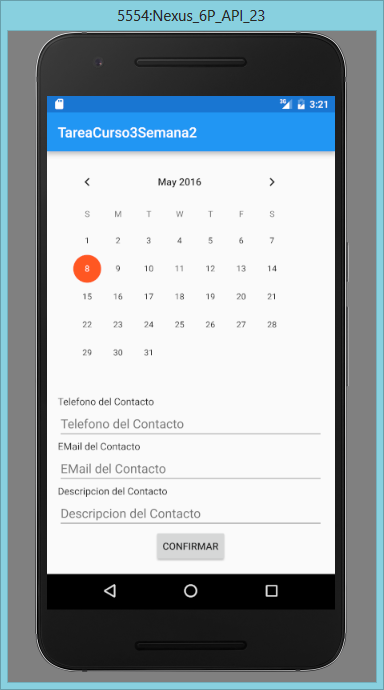 5554:Nexus_6P_API_23
3G 3:21
TareaCurso3Semana2
May 2016
S M T W T F S
1 2 3 4 5 6 7
8 9 10 11 12 13 14
15 16 17 18 19 20 21
22 23 24 25 26 27 28
29 30 31
Telefono del Contacto
Telefono del Contacto
EMail del Contacto
EMail del Contacto
Descripcion del Contacto
Descripcion del Contacto
CONFIRMAR